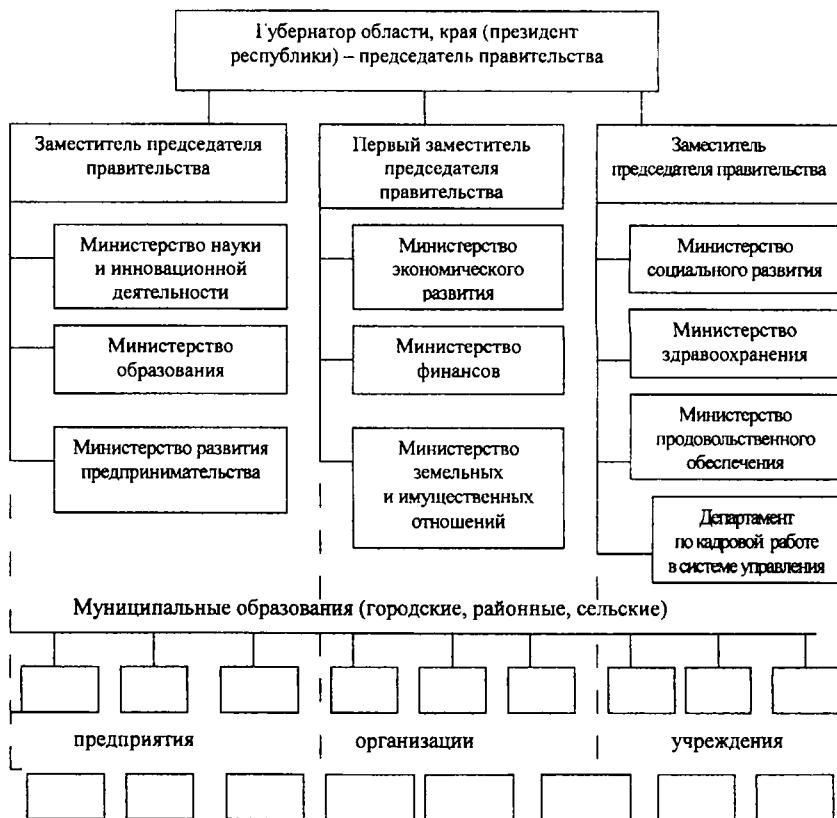 Губернатор области, края (президент
республики) – председатель правительства
Заместитель председателя
правительства
Министерство науки
и инновационной
деятельности
Министерство
образования
Министерство развития
предпринимательства
Первый заместитель
председателя
правительства
Министерство
экономического
развития
Министерство
финансов
Министерство
земельных
и имущественных
отношений
Заместитель
председателя правительства
Министерство
социального развития
Министерство
здравоохранения
Министерство
продовольственного
обеспечения
Департамент
по кадровой работе
в системе управления
Муниципальные образования (городские, районные, сельские)
предприятия
организации
учреждения